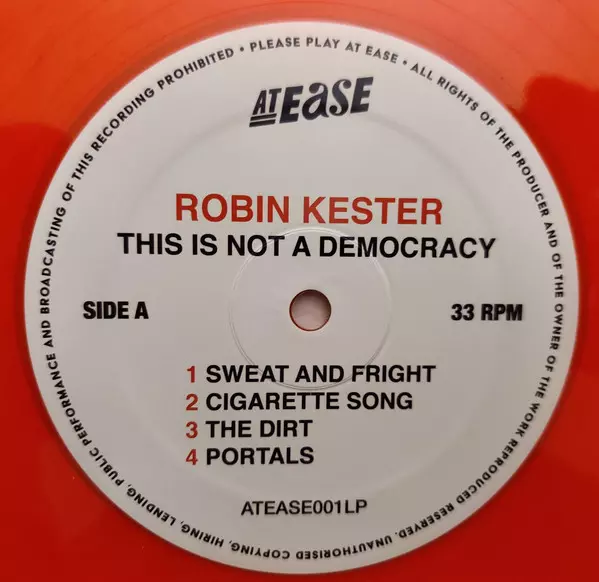 ALL RIGHTS OF THE PRODUCER AND OF THE OWNER OF THE WORK REPRODUCED RESERVED. UNAUTHORISED COPYING, HIRING, LENDING, PUBLIC PERFORMANCE AND BROADCASTING OF THIS RECORDING PROHIBITED • PLEASE PLAY AT EASE •
AT EASE
ROBIN KESTER
THIS IS NOT A DEMOCRACY
SIDE A 33 RPM
1 SWEAT AND FRIGHT
2 CIGARETTE SONG
3 THE DIRT
4 PORTALS
ATEASE001LP